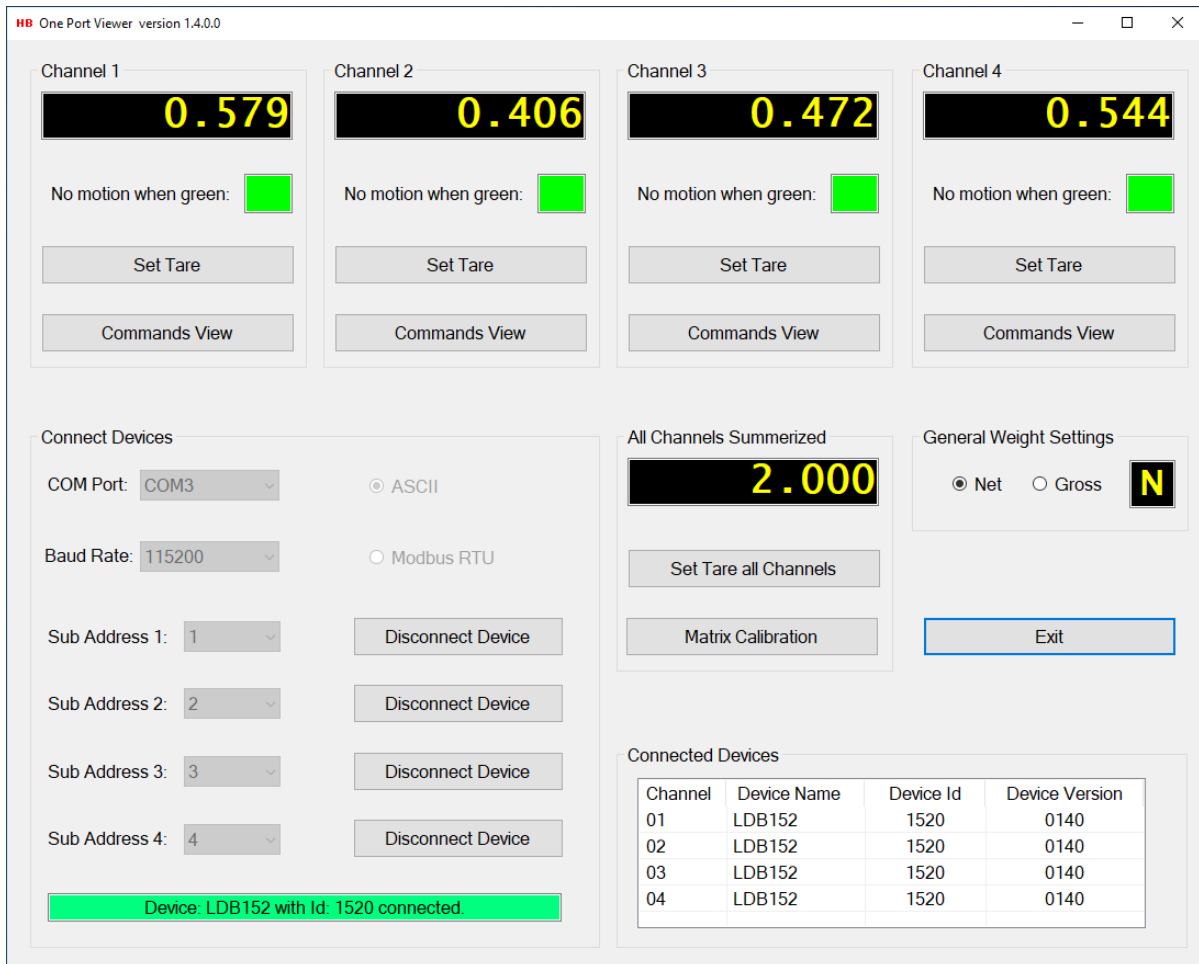 HB One Port Viewer version 1.4.0.0
Channel 1
0.579
No motion when green:
Set Tare
Commands View
Channel 2
0.406
No motion when green:
Set Tare
Commands View
Channel 3
0.472
No motion when green:
Set Tare
Commands View
Channel 4
0.544
No motion when green:
Set Tare
Commands View
Connect Devices
COM Port: COM3
ASCII
Baud Rate: 115200
Modbus RTU
Sub Address 1: 1 Disconnect Device
Sub Address 2: 2 Disconnect Device
Sub Address 3: 3 Disconnect Device
Sub Address 4: 4 Disconnect Device
Device: LDB152 with Id: 1520 connected.
All Channels Summerized
2.000
Set Tare all Channels
Matrix Calibration
General Weight Settings
Net Gross N
Exit
Connected Devices
Channel Device Name Device Id Device Version
01 LDB152 1520 0140
02 LDB152 1520 0140
03 LDB152 1520 0140
04 LDB152 1520 0140